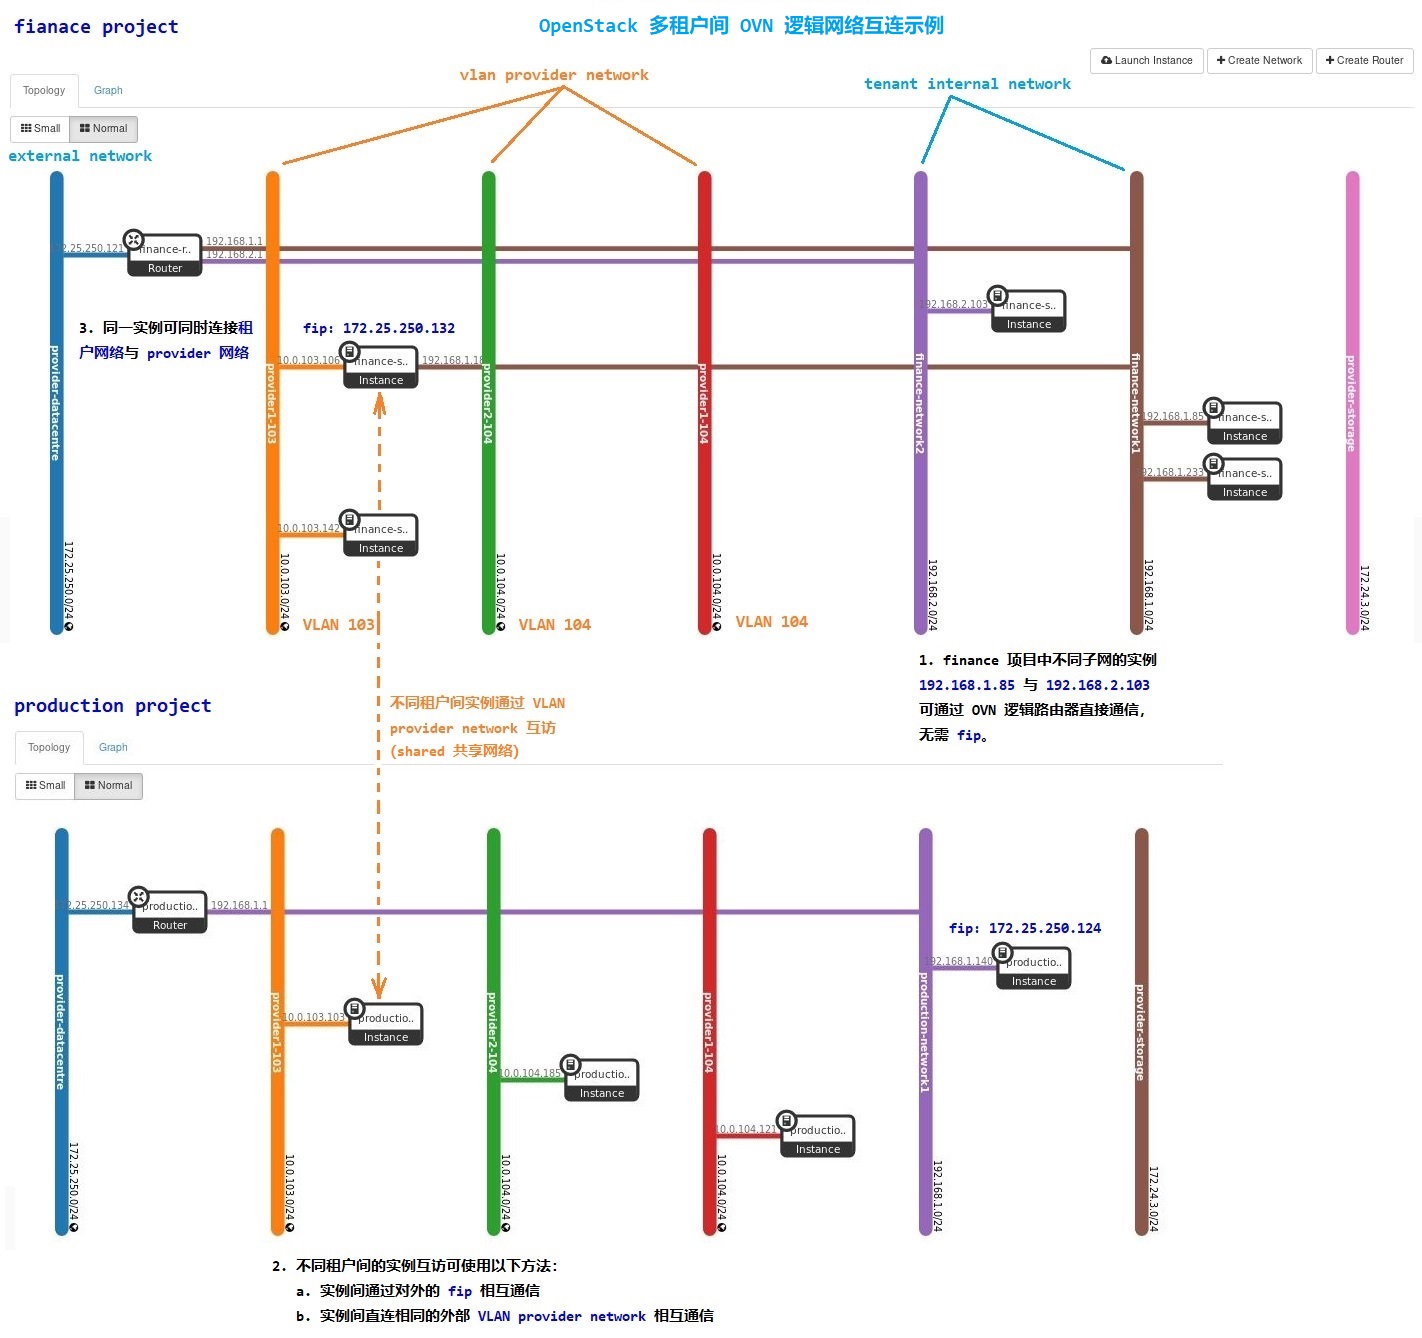 fianace project
OpenStack 多租户间 OVN 逻辑网络互连示例
Launch Instance
Create Network
Create Router
vlan provider network
tenant internal network
Topology
Graph
Small
Normal
external network
192.168.1.1
.25.250.121
finance-r..
192.168.2.1
Router
192.168.2.103
finance-s..
Instance
3. 同一实例可同时连接租
户网络与 provider 网络
fip: 172.25.250.132
10.0.103.106
finance-s..
192.168.1.18
Instance
provider-datacentre
provider1-103
provider2-104
provider1-104
finance-network2
finance-network1
provider-storage
192.168.1.85
finance-s..
Instance
192.168.1.233
finance-s..
Instance
10.0.103.142
finance-s..
Instance
172.25.250.0/24
10.0.103.0/24
10.0.104.0/24
10.0.104.0/24
192.168.2.0/24
192.168.1.0/24
172.24.3.0/24
VLAN 103
VLAN 104
VLAN 104
1. finance 项目中不同子网的实例
192.168.1.85 与 192.168.2.103
可通过 OVN 逻辑路由器直接通信,
无需 fip。
production project
不同租户间实例通过 VLAN
provider network 互访
(shared 共享网络)
Topology
Graph
Small
Normal
.25.250.134
productio..
192.168.1.1
Router
fip: 172.25.250.124
192.168.1.140
productio..
Instance
provider-datacentre
provider1-103
provider2-104
provider1-104
production-network1
provider-storage
10.0.103.103
productio..
Instance
10.0.104.185
productio..
Instance
10.0.104.121
productio..
Instance
172.25.250.0/24
10.0.103.0/24
10.0.104.0/24
10.0.104.0/24
192.168.1.0/24
172.24.3.0/24
2. 不同租户间的实例互访可使用以下方法:
a. 实例间通过对外的 fip 相互通信
b. 实例间直连相同的外部 VLAN provider network 相互通信